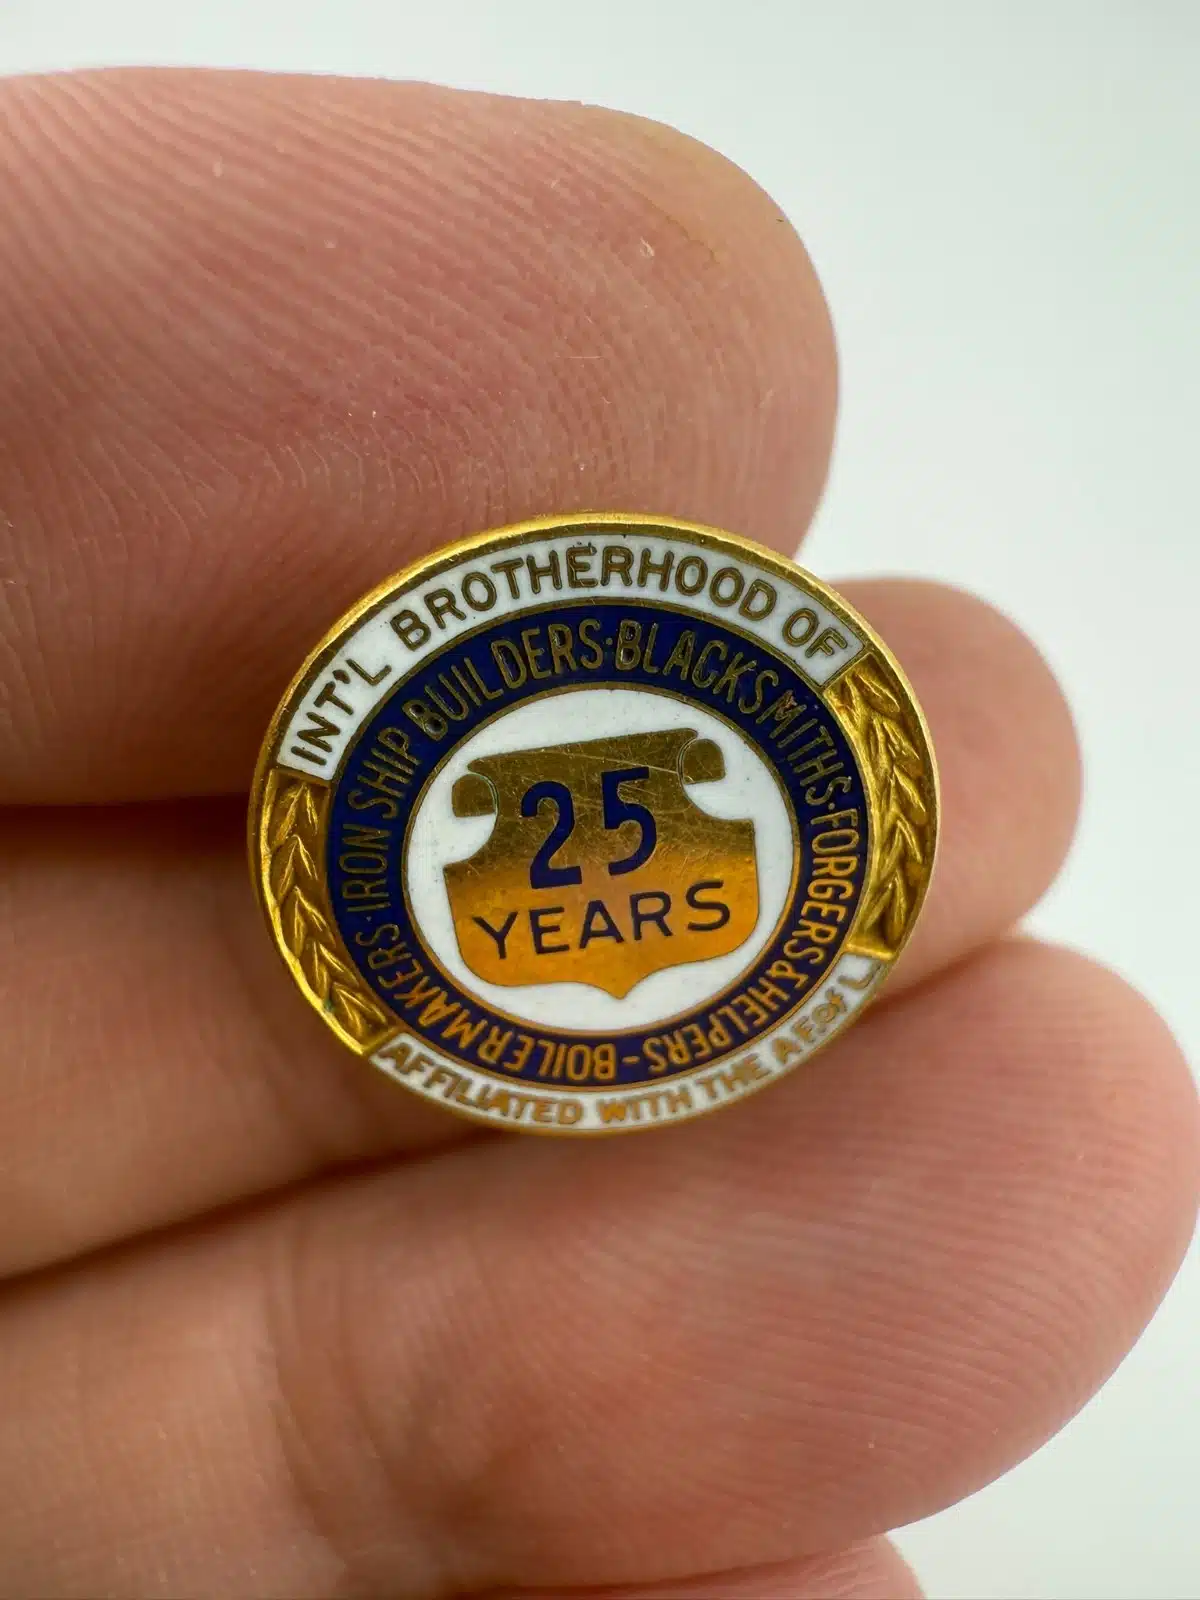 INT'L BROTHERHOOD OF
BOILERMAKERS · IRON SHIP BUILDERS · BLACKSMITHS · FORGERS & HELPERS -
25
YEARS
AFFILIATED WITH THE A.F. of L.